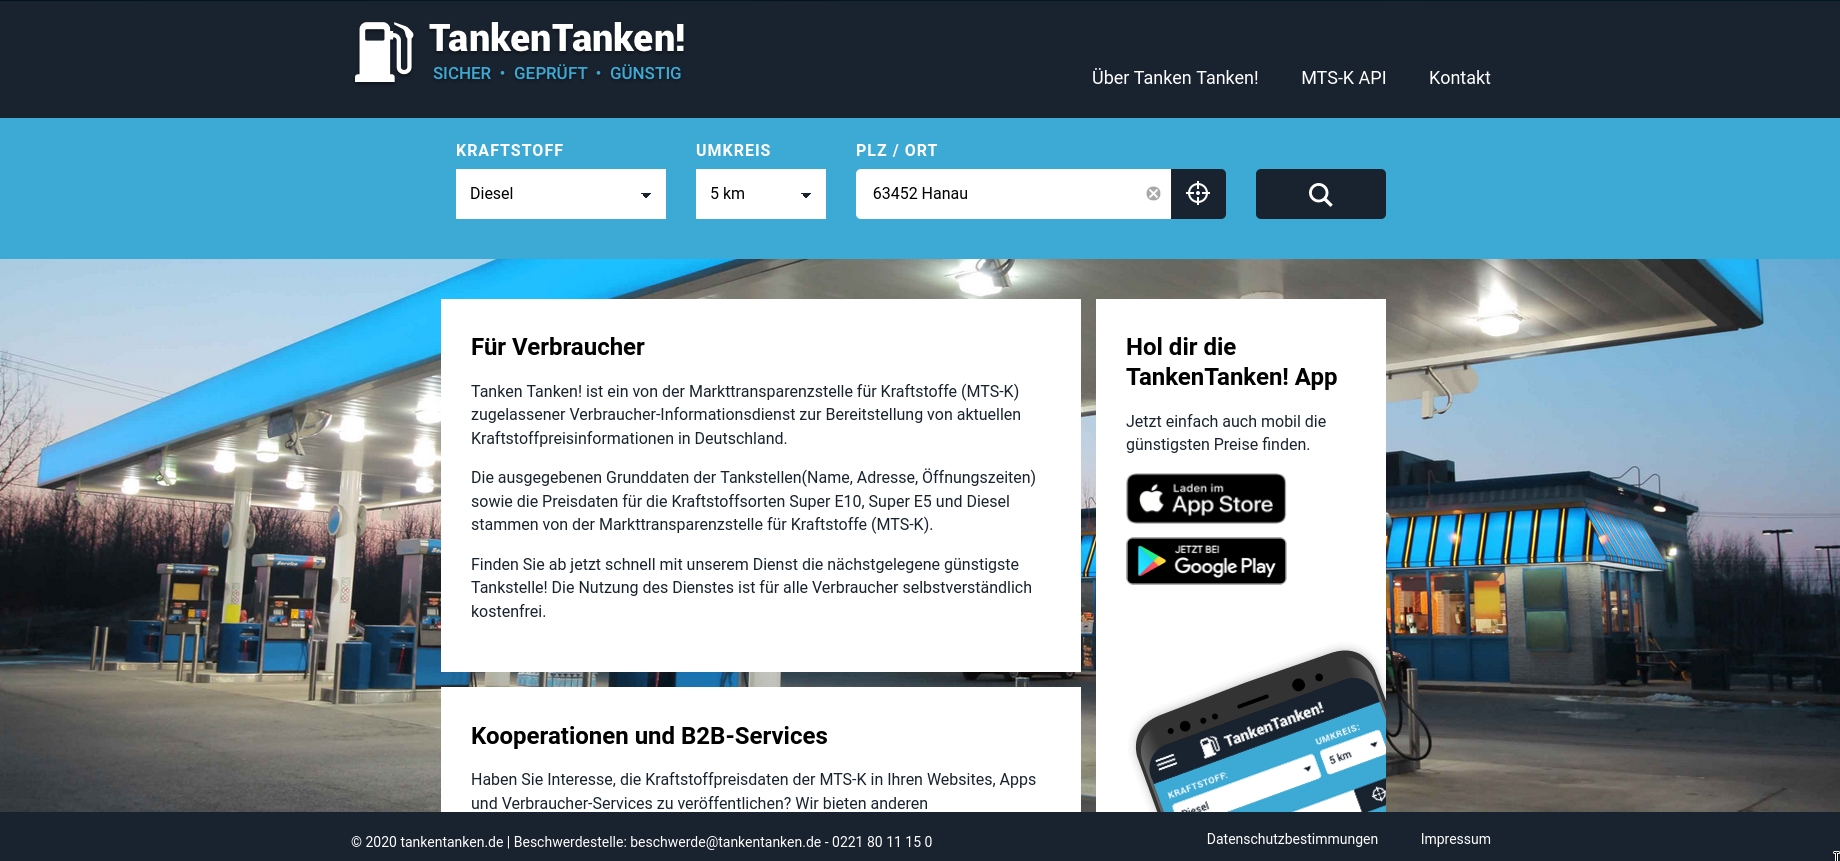 TankenTanken!
SICHER • GEPRÜFT • GÜNSTIG
Über Tanken Tanken!
MTS-K API
Kontakt
KRAFTSTOFF
UMKREIS
PLZ / ORT
Diesel
5 km
63452 Hanau
Für Verbraucher
Tanken Tanken! ist ein von der Markttransparenzstelle für Kraftstoffe (MTS-K)
zugelassener Verbraucher-Informationsdienst zur Bereitstellung von aktuellen
Kraftstoffpreisinformationen in Deutschland.
Die ausgegebenen Grunddaten der Tankstellen(Name, Adresse, Öffnungszeiten)
sowie die Preisdaten für die Kraftstoffsorten Super E10, Super E5 und Diesel
stammen von der Markttransparenzstelle für Kraftstoffe (MTS-K).
Finden Sie ab jetzt schnell mit unserem Dienst die nächstgelegene günstigste
Tankstelle! Die Nutzung des Dienstes ist für alle Verbraucher selbstverständlich
kostenfrei.
Kooperationen und B2B-Services
Haben Sie Interesse, die Kraftstoffpreisdaten der MTS-K in Ihren Websites, Apps
und Verbraucher-Services zu veröffentlichen? Wir bieten anderen
Hol dir die
TankenTanken! App
Jetzt einfach auch mobil die
günstigsten Preise finden.
Laden im
App Store
JETZT BEI
Google Play
TankenTanken!
UMKREIS:
5 km
KRAFTSTOFF:
Diesel
© 2020 tankentanken.de | Beschwerdestelle: beschwerde@tankentanken.de - 0221 80 11 15 0
Datenschutzbestimmungen
Impressum